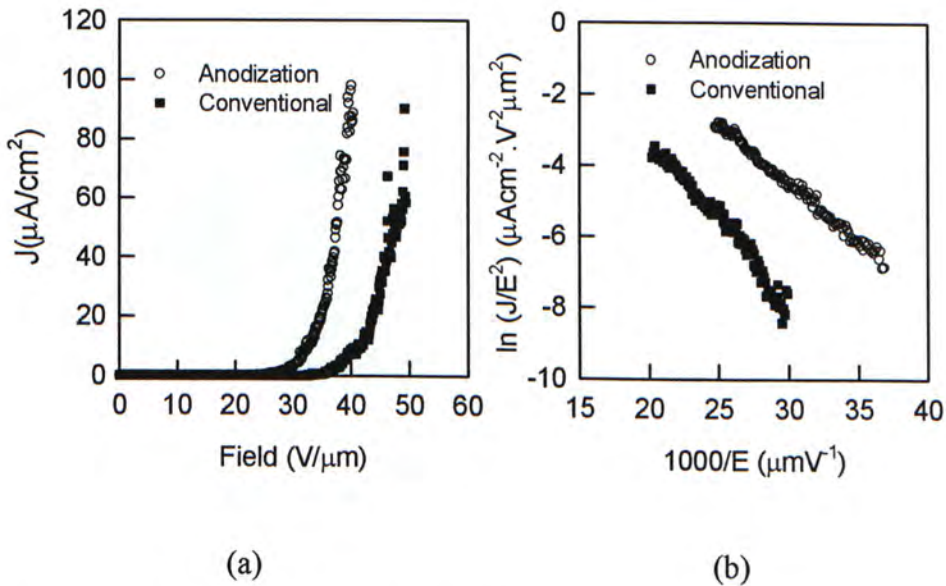 120
100
80
60
40
20
0
J(μA/cm²)
Anodization
Conventional
0 10 20 30 40 50 60
Field (V/μm)
(a)
0
-2
-4
-6
-8
-10
ln (J/E²) (μAcm⁻².V⁻²μm²)
Anodization
Conventional
15 20 25 30 35 40
1000/E (μmV⁻¹)
(b)